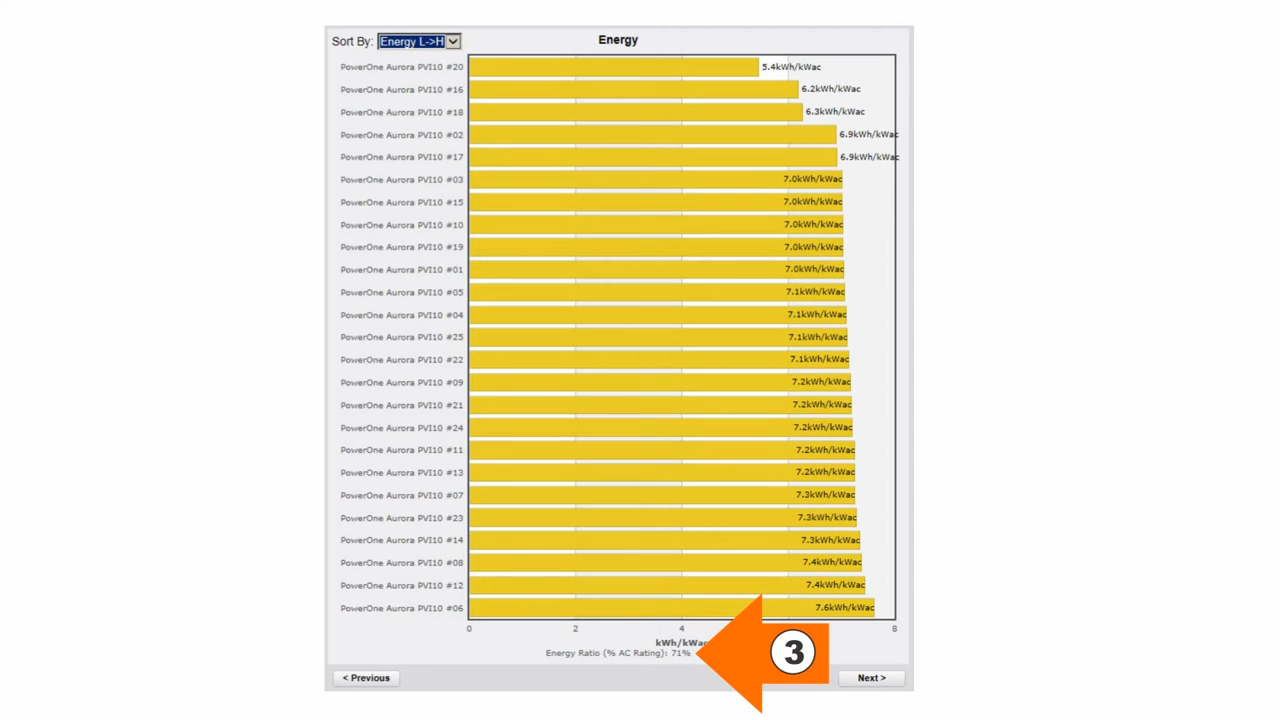 Sort By: Energy L->H
Energy
PowerOne Aurora PVI10 #20 5.4kWh/kWac
PowerOne Aurora PVI10 #16 6.2kWh/kWac
PowerOne Aurora PVI10 #18 6.3kWh/kWac
PowerOne Aurora PVI10 #02 6.9kWh/kWac
PowerOne Aurora PVI10 #17 6.9kWh/kWac
PowerOne Aurora PVI10 #03 7.0kWh/kWac
PowerOne Aurora PVI10 #15 7.0kWh/kWac
PowerOne Aurora PVI10 #10 7.0kWh/kWac
PowerOne Aurora PVI10 #19 7.0kWh/kWac
PowerOne Aurora PVI10 #01 7.0kWh/kWac
PowerOne Aurora PVI10 #05 7.1kWh/kWac
PowerOne Aurora PVI10 #04 7.1kWh/kWac
PowerOne Aurora PVI10 #25 7.1kWh/kWac
PowerOne Aurora PVI10 #22 7.1kWh/kWac
PowerOne Aurora PVI10 #09 7.2kWh/kWac
PowerOne Aurora PVI10 #21 7.2kWh/kWac
PowerOne Aurora PVI10 #24 7.2kWh/kWac
PowerOne Aurora PVI10 #11 7.2kWh/kWac
PowerOne Aurora PVI10 #13 7.2kWh/kWac
PowerOne Aurora PVI10 #07 7.3kWh/kWac
PowerOne Aurora PVI10 #23 7.3kWh/kWac
PowerOne Aurora PVI10 #14 7.3kWh/kWac
PowerOne Aurora PVI10 #08 7.4kWh/kWac
PowerOne Aurora PVI10 #12 7.4kWh/kWac
PowerOne Aurora PVI10 #06 7.6kWh/kWac
0 2 4 8
kWh/kWac
Energy Ratio (% AC Rating): 71%
3
< Previous
Next >